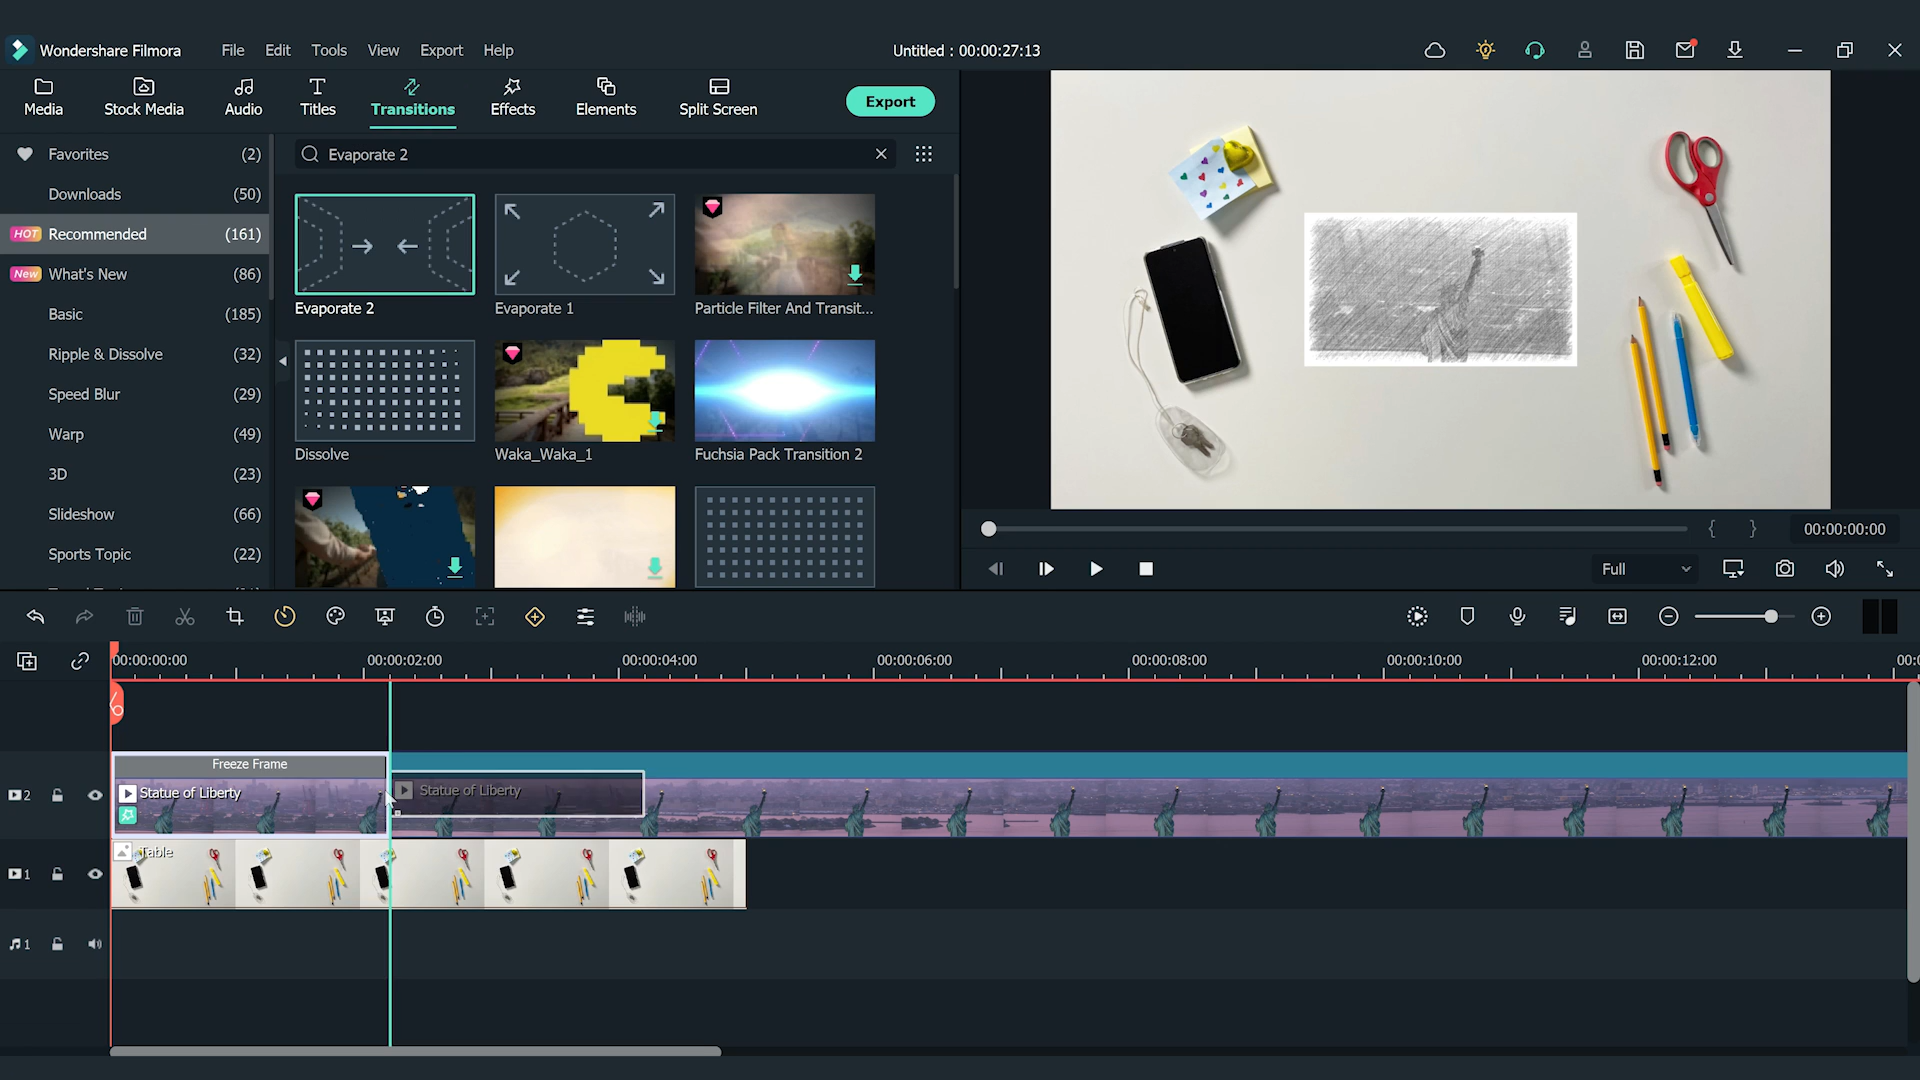 Wondershare Filmora
File
Edit
Tools
View
Export
Help
Untitled : 00:00:27:13
Media
Stock Media
Audio
Titles
Transitions
Effects
Elements
Split Screen
Export
Favorites (2)
Downloads (50)
HOT Recommended (161)
New What's New (86)
Basic (185)
Ripple & Dissolve (32)
Speed Blur (29)
Warp (49)
3D (23)
Slideshow (66)
Sports Topic (22)
Evaporate 2
Evaporate 2
Evaporate 1
Particle Filter And Transit...
Dissolve
Waka_Waka_1
Fuchsia Pack Transition 2
{ } 00:00:00:00
Full
00:00:00:00
00:00:02:00
00:00:04:00
00:00:06:00
00:00:08:00
00:00:10:00
00:00:12:00
00:0
Freeze Frame
2
Statue of Liberty
Statue of Liberty
1
Table
1